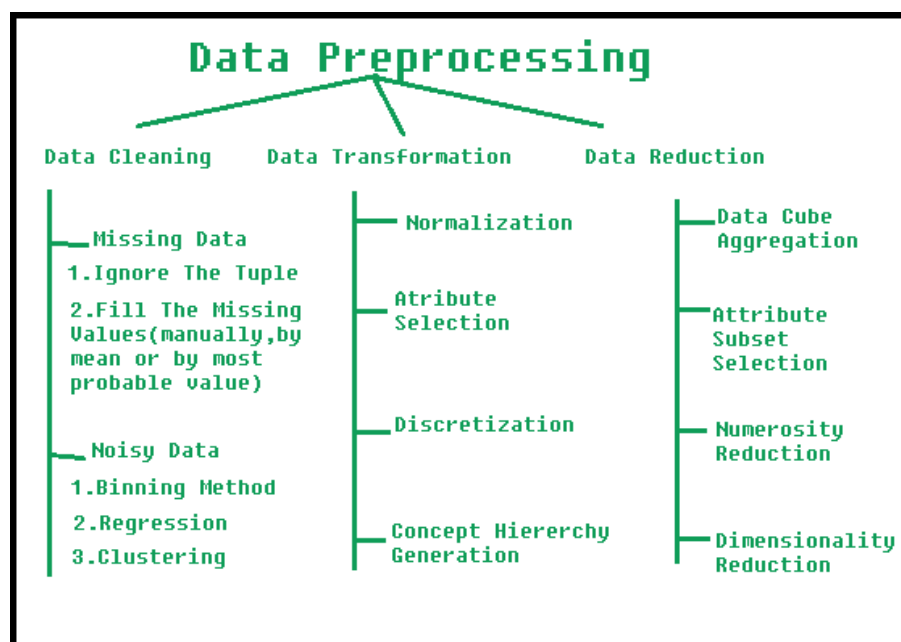 Data Preprocessing
Data Cleaning
Missing Data
1.Ignore The Tuple
2.Fill The Missing
Values(manually,by
mean or by most
probable value)
Noisy Data
1.Binning Method
2.Regression
3.Clustering
Data Transformation
Normalization
Atribute
Selection
Discretization
Concept Hiererchy
Generation
Data Reduction
Data Cube
Aggregation
Attribute
Subset
Selection
Numerosity
Reduction
Dimensionality
Reduction